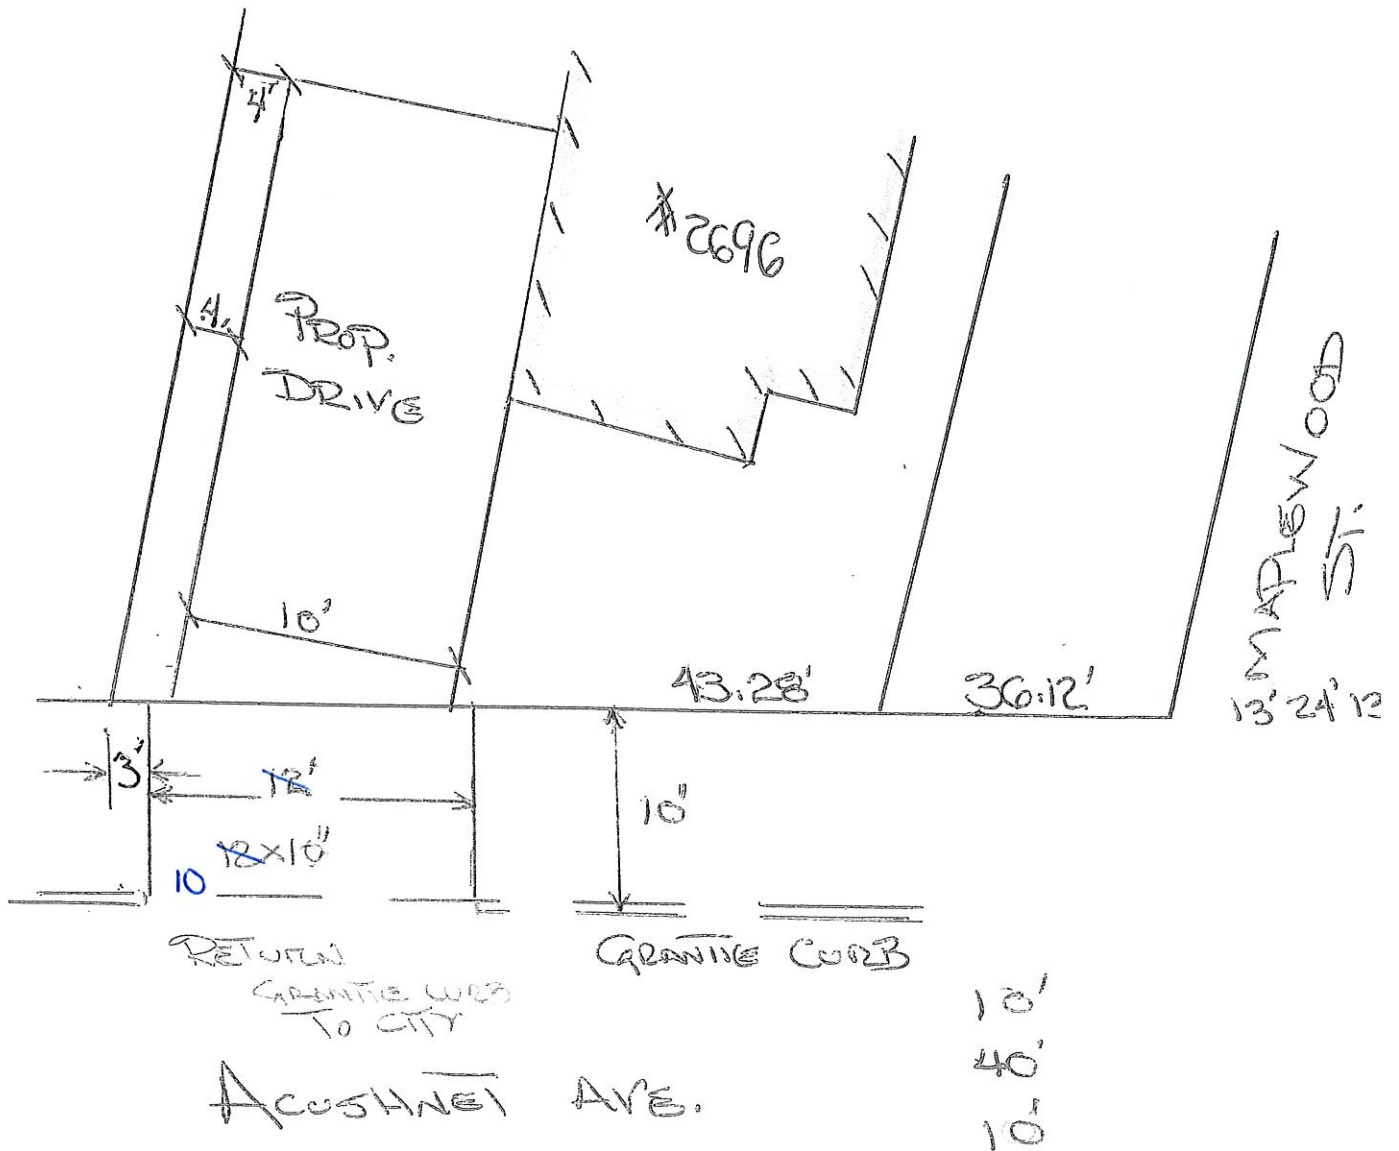 4'
#2696
4'
PROP.
DRIVE
MAPLEWOOD
ST.
10'
43.28'
36.12'
13' 24' 13
3'
12'
10'
12x10'
10
RETURN
GRANITE CURB
TO CITY
GRANITE CURB
10'
40'
10'
ACUSHNET AVE.